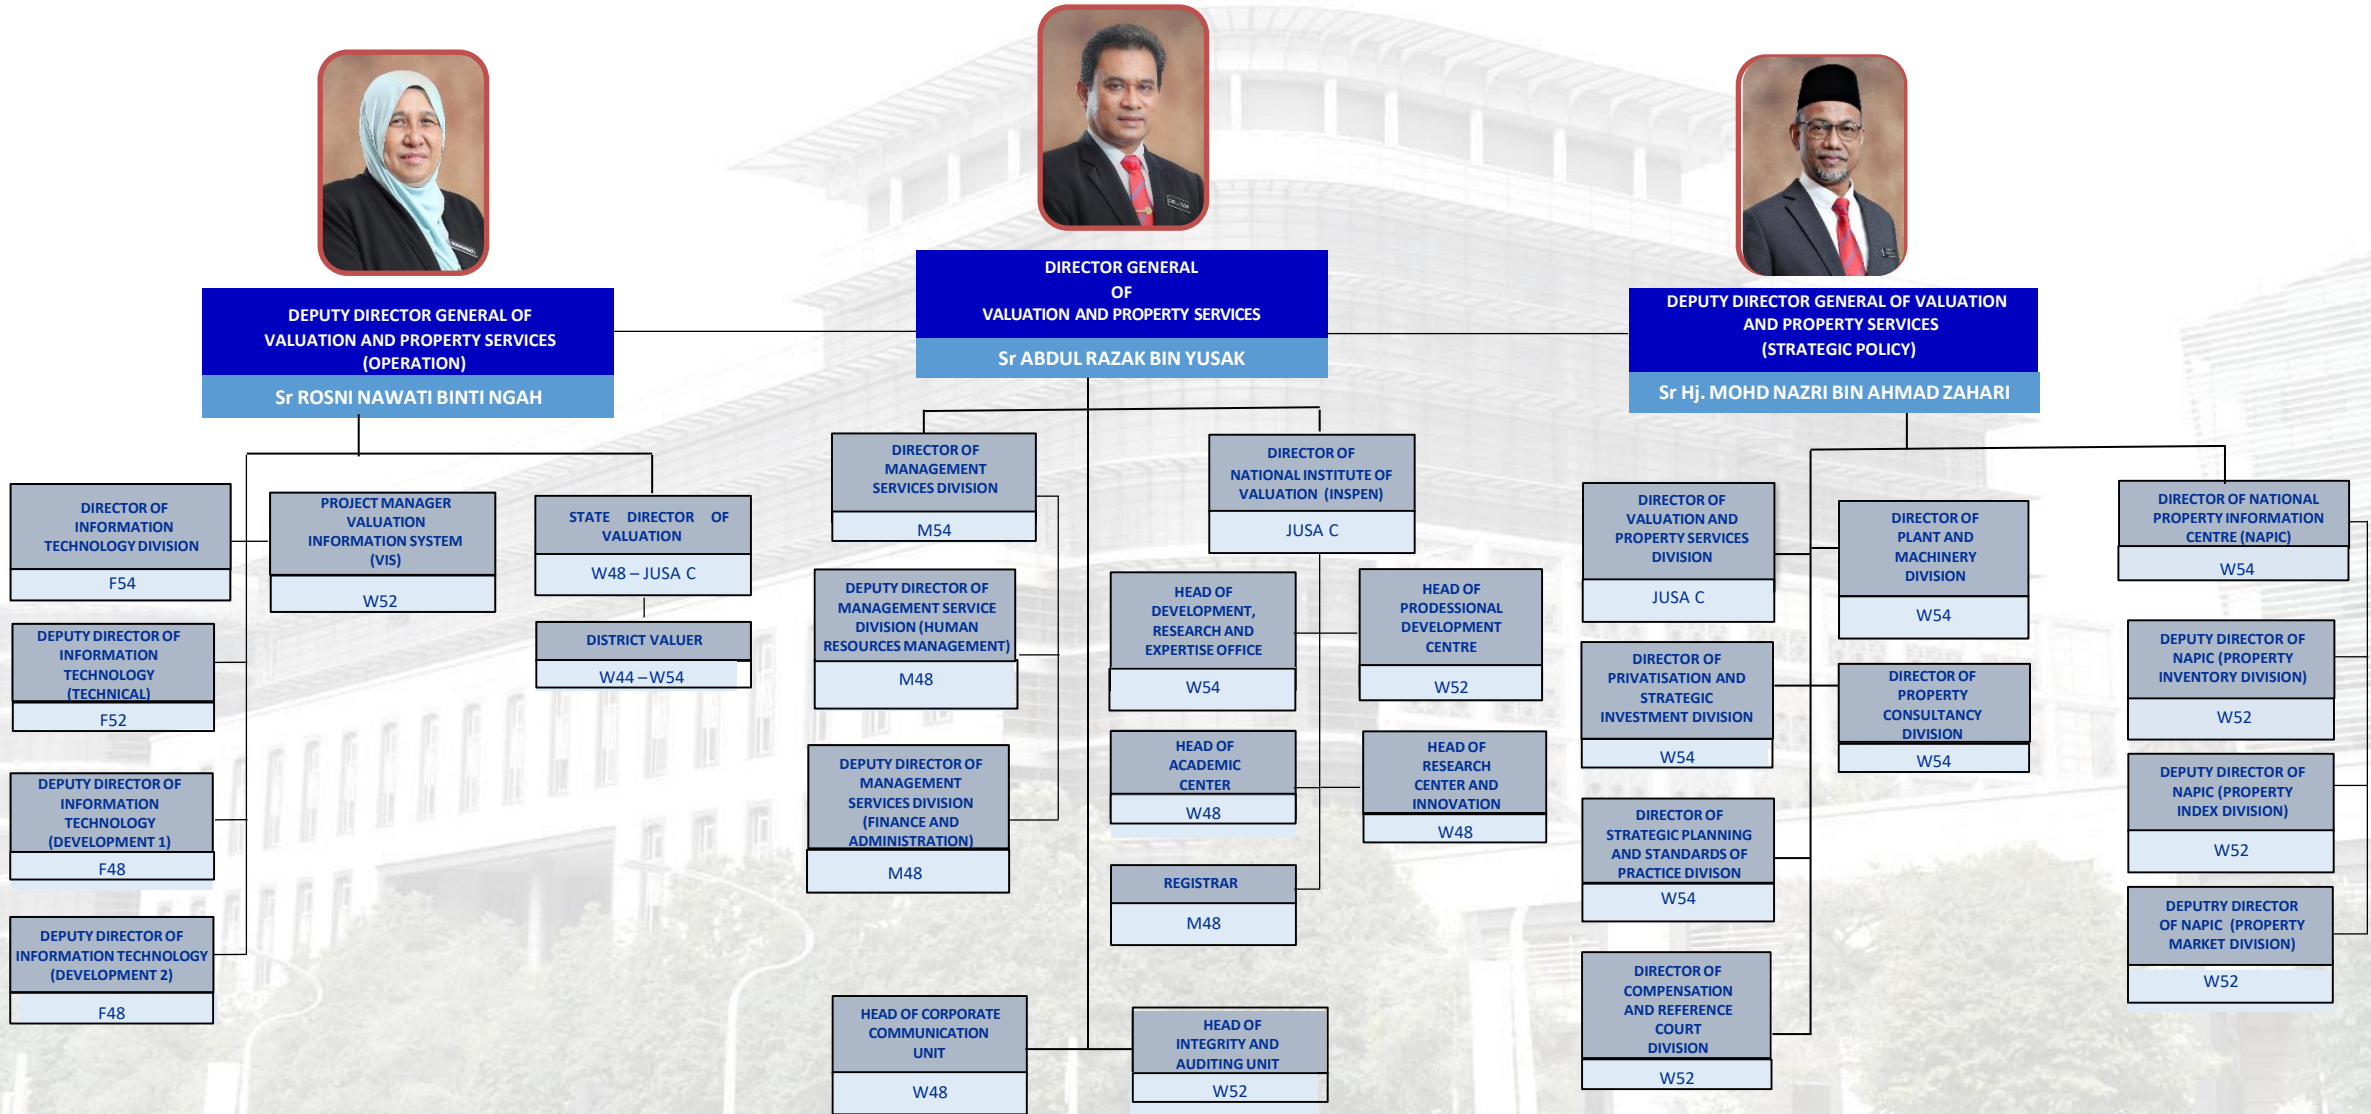 DIRECTOR GENERAL
OF
VALUATION AND PROPERTY SERVICES
Sr ABDUL RAZAK BIN YUSAK
DEPUTY DIRECTOR GENERAL OF
VALUATION AND PROPERTY SERVICES
(OPERATION)
Sr ROSNI NAWATI BINTI NGAH
DEPUTY DIRECTOR GENERAL OF VALUATION
AND PROPERTY SERVICES
(STRATEGIC POLICY)
Sr Hj. MOHD NAZRI BIN AHMAD ZAHARI
DIRECTOR OF
INFORMATION
TECHNOLOGY DIVISION
F54
PROJECT MANAGER
VALUATION
INFORMATION SYSTEM
(VIS)
W52
STATE DIRECTOR OF
VALUATION
W48 – JUSA C
DISTRICT VALUER
W44 – W54
DEPUTY DIRECTOR OF
INFORMATION
TECHNOLOGY
(TECHNICAL)
F52
DEPUTY DIRECTOR OF
INFORMATION
TECHNOLOGY
(DEVELOPMENT 1)
F48
DEPUTY DIRECTOR OF
INFORMATION TECHNOLOGY
(DEVELOPMENT 2)
F48
DIRECTOR OF
MANAGEMENT
SERVICES DIVISION
M54
DEPUTY DIRECTOR OF
MANAGEMENT SERVICE
DIVISION (HUMAN
RESOURCES MANAGEMENT)
M48
DEPUTY DIRECTOR OF
MANAGEMENT
SERVICES DIVISION
(FINANCE AND
ADMINISTRATION)
M48
DIRECTOR OF
NATIONAL INSTITUTE OF
VALUATION (INSPEN)
JUSA C
HEAD OF
DEVELOPMENT,
RESEARCH AND
EXPERTISE OFFICE
W54
HEAD OF
PRODESSIONAL
DEVELOPMENT
CENTRE
W52
HEAD OF
ACADEMIC
CENTER
W48
HEAD OF
RESEARCH
CENTER AND
INNOVATION
W48
REGISTRAR
M48
HEAD OF CORPORATE
COMMUNICATION
UNIT
W48
HEAD OF
INTEGRITY AND
AUDITING UNIT
W52
DIRECTOR OF
VALUATION AND
PROPERTY SERVICES
DIVISION
JUSA C
DIRECTOR OF
PLANT AND
MACHINERY
DIVISION
W54
DIRECTOR OF
PRIVATISATION AND
STRATEGIC
INVESTMENT DIVISION
W54
DIRECTOR OF
PROPERTY
CONSULTANCY
DIVISION
W54
DIRECTOR OF
STRATEGIC PLANNING
AND STANDARDS OF
PRACTICE DIVISON
W54
DIRECTOR OF
COMPENSATION
AND REFERENCE
COURT
DIVISION
W52
DIRECTOR OF NATIONAL
PROPERTY INFORMATION
CENTRE (NAPIC)
W54
DEPUTY DIRECTOR OF
NAPIC (PROPERTY
INVENTORY DIVISION)
W52
DEPUTY DIRECTOR OF
NAPIC (PROPERTY
INDEX DIVISION)
W52
DEPUTRY DIRECTOR
OF NAPIC (PROPERTY
MARKET DIVISION)
W52